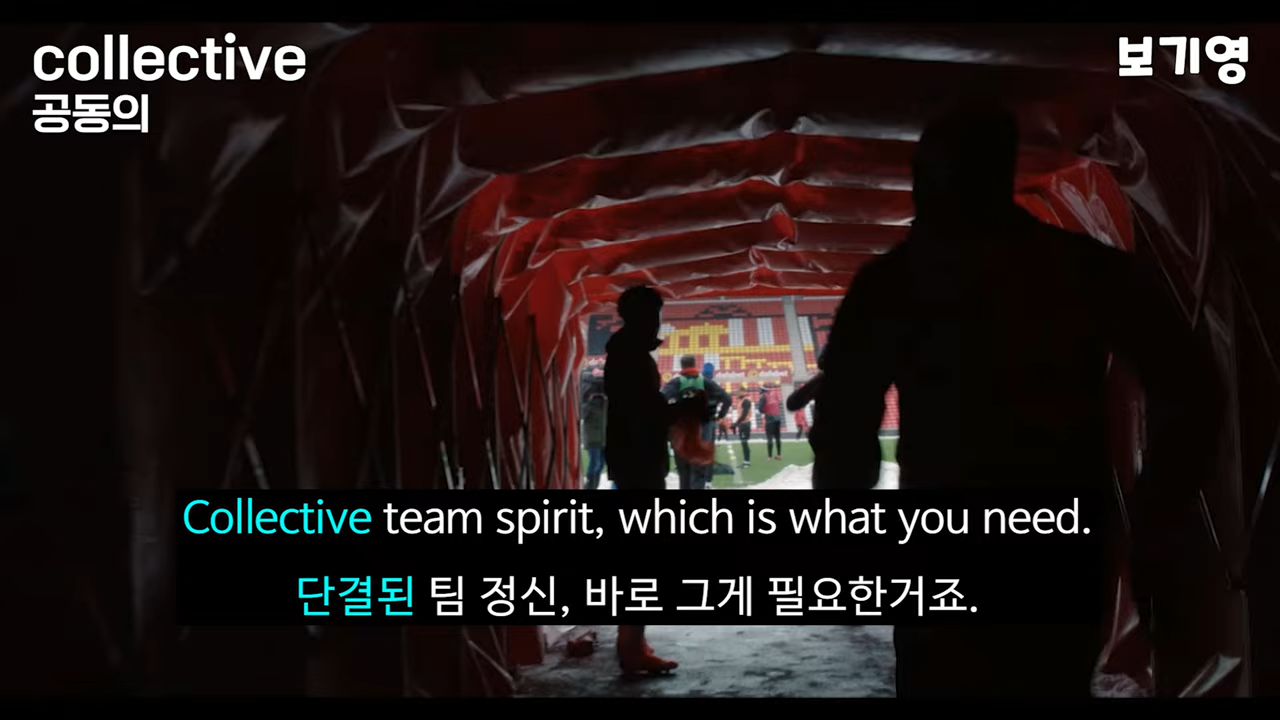 collective
공동의
보기영
Collective team spirit, which is what you need.
단결된 팀 정신, 바로 그게 필요한거죠.